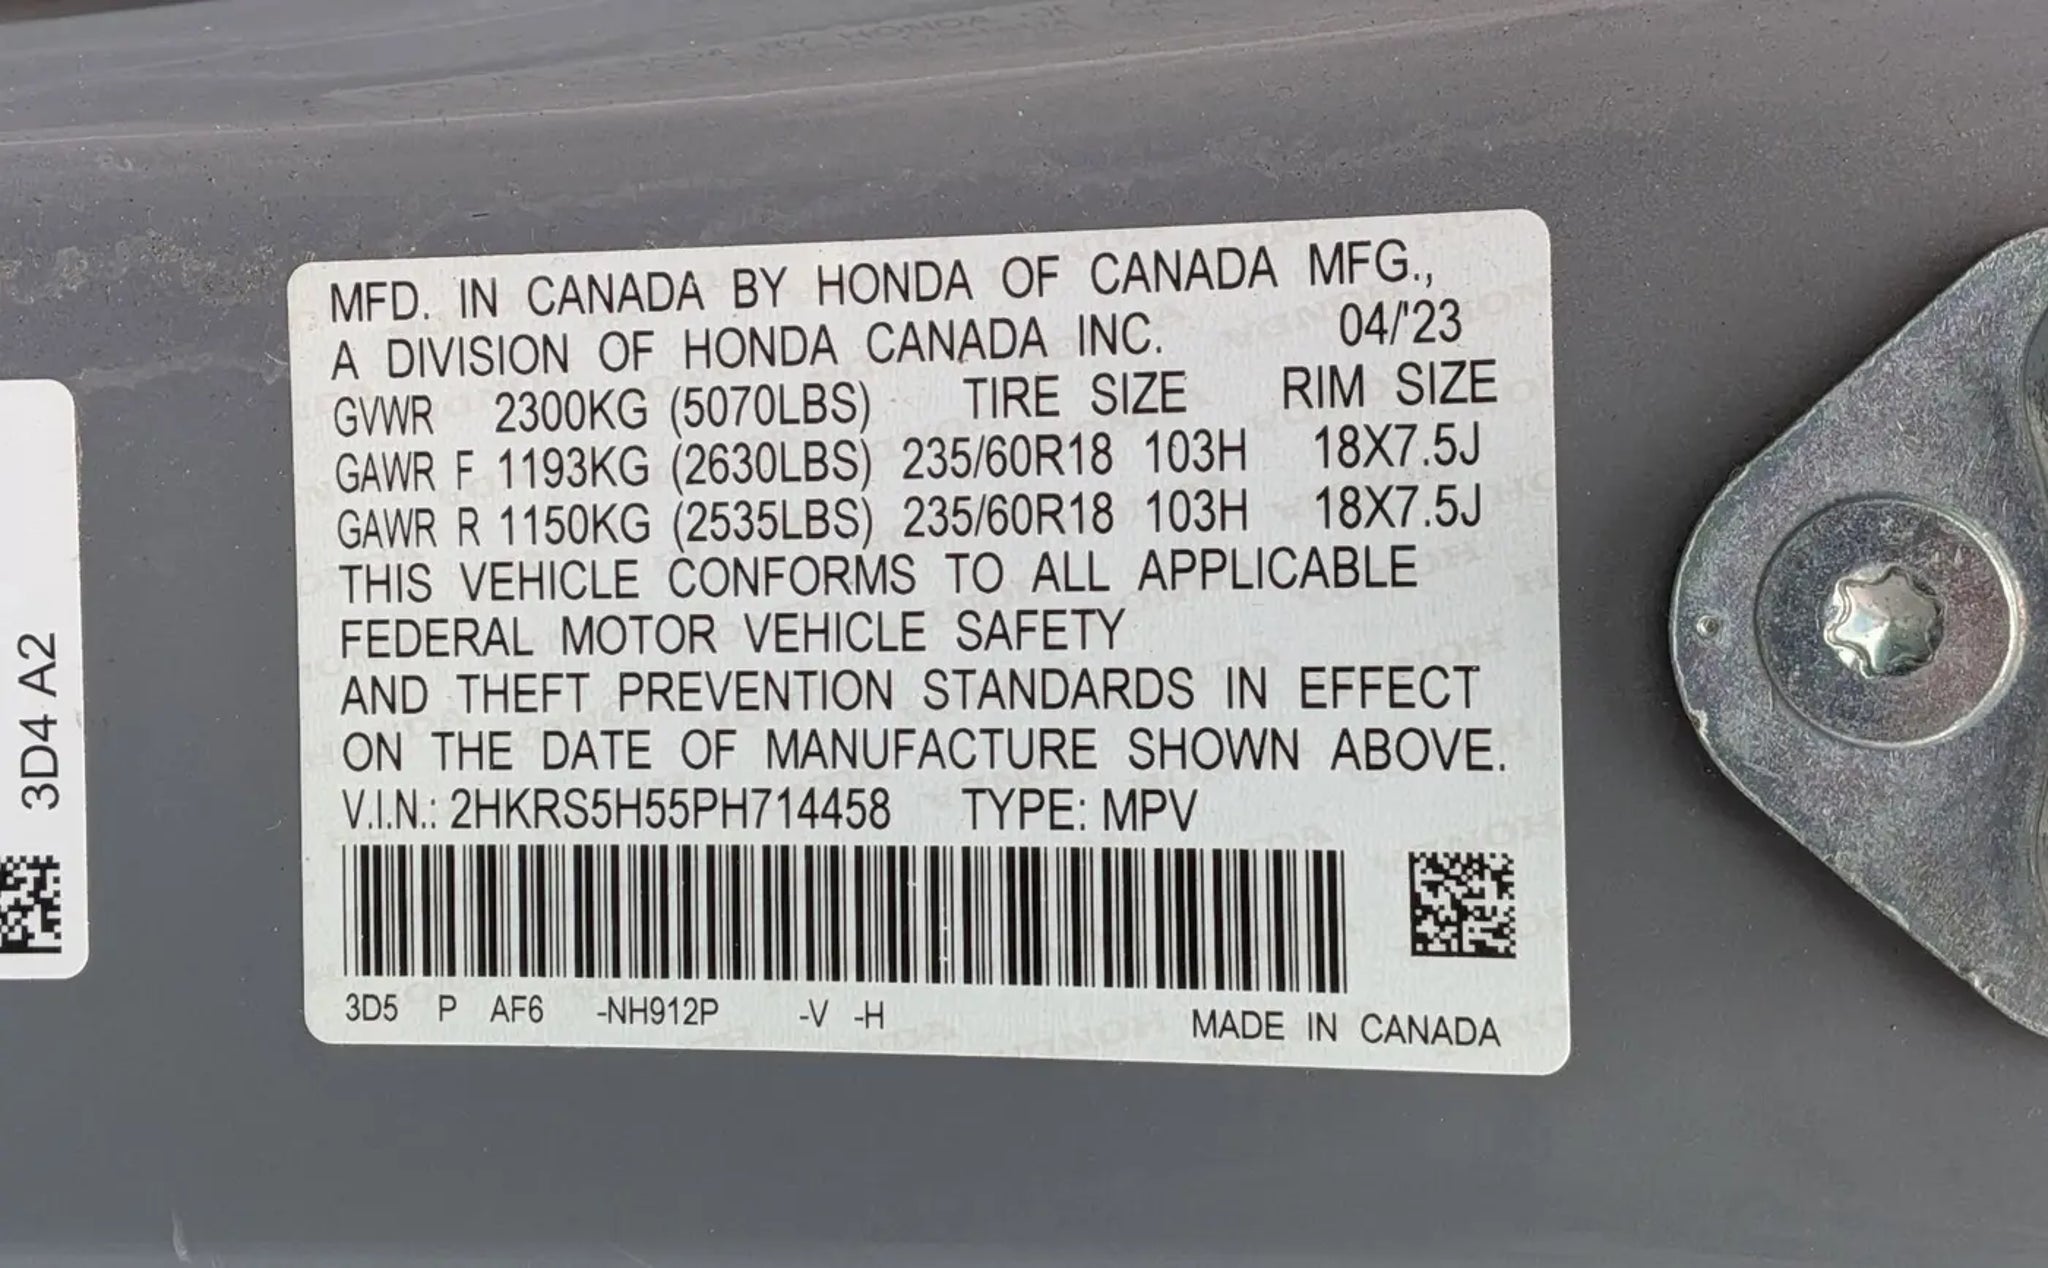 MFD. IN CANADA BY HONDA OF CANADA MFG.,
A DIVISION OF HONDA CANADA INC. 04/'23
GVWR 2300KG (5070LBS) TIRE SIZE RIM SIZE
GAWR F 1193KG (2630LBS) 235/60R18 103H 18X7.5J
GAWR R 1150KG (2535LBS) 235/60R18 103H 18X7.5J
THIS VEHICLE CONFORMS TO ALL APPLICABLE
FEDERAL MOTOR VEHICLE SAFETY
AND THEFT PREVENTION STANDARDS IN EFFECT
ON THE DATE OF MANUFACTURE SHOWN ABOVE.
V.I.N.: 2HKRS5H55PH714458 TYPE: MPV
3D5 P AF6 -NH912P -V -H
MADE IN CANADA
3D4 A2